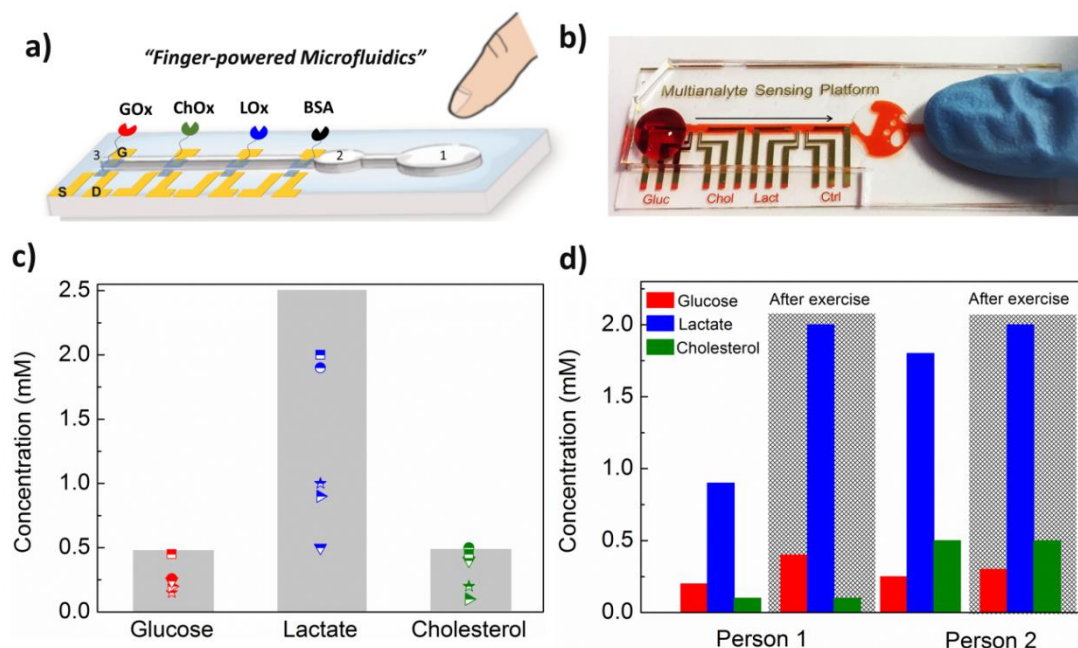 a)
“Finger-powered Microfluidics”
GOx ChOx LOx BSA
3 G 2 1
S D
b)
Multianalyte Sensing Platform
Gluc Chol Lact Ctrl
c)
Concentration (mM)
2.5
2.0
1.5
1.0
0.5
0.0
Glucose Lactate Cholesterol
d)
Concentration (mM)
Glucose
Lactate
Cholesterol
After exercise After exercise
2.0
1.5
1.0
0.5
0.0
Person 1 Person 2